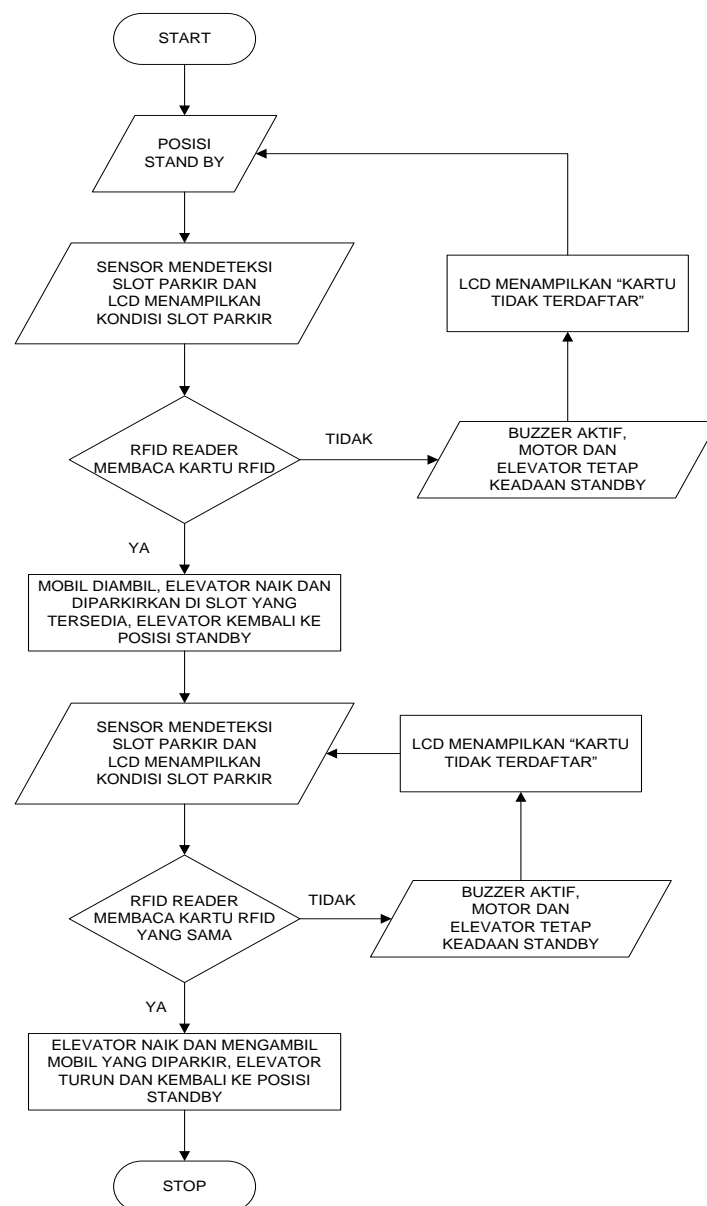 START
POSISI
STAND BY
SENSOR MENDETEKSI
SLOT PARKIR DAN
LCD MENAMPILKAN
KONDISI SLOT PARKIR
LCD MENAMPILKAN “KARTU
TIDAK TERDAFTAR”
RFID READER
MEMBACA KARTU RFID
TIDAK
BUZZER AKTIF,
MOTOR DAN
ELEVATOR TETAP
KEADAAN STANDBY
YA
MOBIL DIAMBIL, ELEVATOR NAIK DAN
DIPARKIRKAN DI SLOT YANG
TERSEDIA, ELEVATOR KEMBALI KE
POSISI STANDBY
SENSOR MENDETEKSI
SLOT PARKIR DAN
LCD MENAMPILKAN
KONDISI SLOT PARKIR
LCD MENAMPILKAN “KARTU
TIDAK TERDAFTAR”
RFID READER
MEMBACA KARTU RFID
YANG SAMA
TIDAK
BUZZER AKTIF,
MOTOR DAN
ELEVATOR TETAP
KEADAAN STANDBY
YA
ELEVATOR NAIK DAN MENGAMBIL
MOBIL YANG DIPARKIR, ELEVATOR
TURUN DAN KEMBALI KE POSISI
STANDBY
STOP